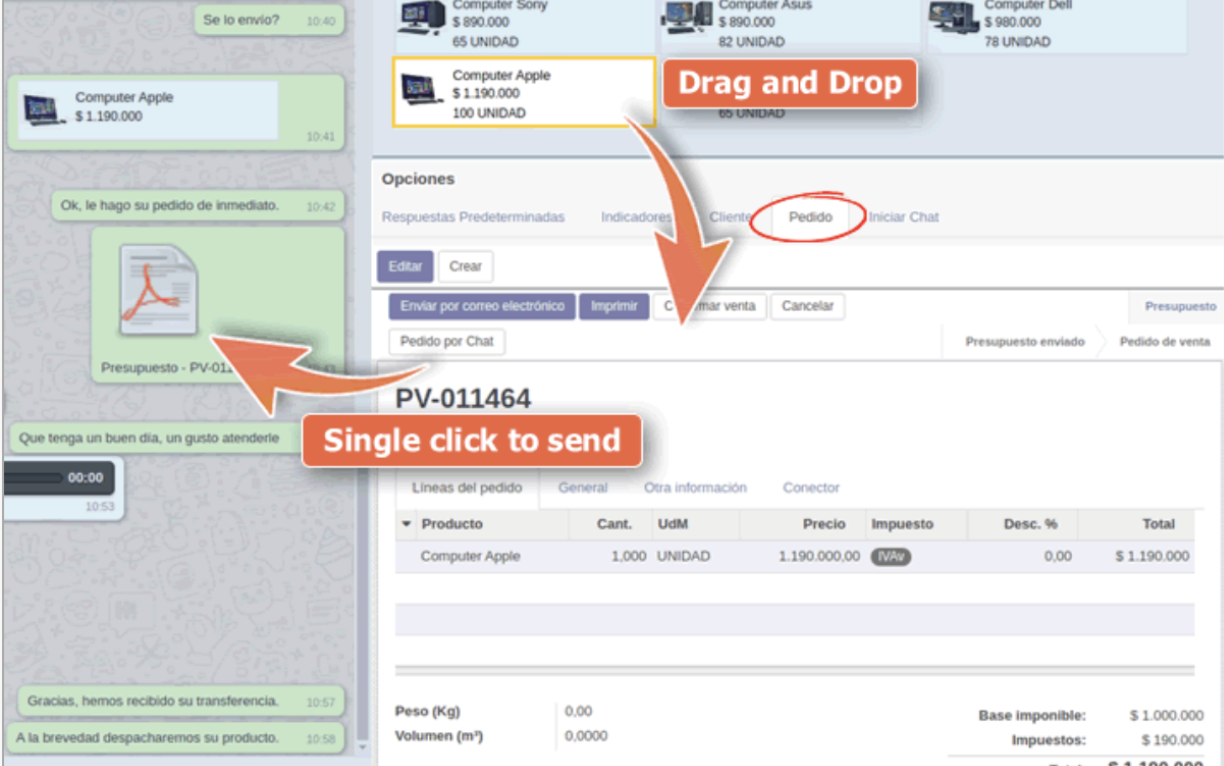 Se lo envío? 10:40
Computer Apple
$ 1.190.000
10:41
Ok, le hago su pedido de inmediato. 10:42
Presupuesto - PV-01
Que tenga un buen día, un gusto atenderle
00:00
10:53
Gracias, hemos recibido su transferencia. 10:57
A la brevedad despacharemos su producto. 10:58
Computer Sony
$ 890.000
65 UNIDAD
Computer Asus
$ 890.000
82 UNIDAD
Computer Dell
$ 980.000
78 UNIDAD
Computer Apple
$ 1.190.000
100 UNIDAD
Drag and Drop
65 UNIDAD
Opciones
Respuestas Predeterminadas Indicadores Cliente Pedido Iniciar Chat
Editar Crear
Enviar por correo electrónico Imprimir C mar venta Cancelar Presupuesto
Pedido por Chat Presupuesto enviado Pedido de venta
PV-011464
Single click to send
Líneas del pedido General Otra información Conector
Producto Cant. UdM Precio Impuesto Desc. % Total
Computer Apple 1,000 UNIDAD 1.190.000,00 IVAv 0,00 $ 1.190.000
Peso (Kg) 0,00
Volumen (m³) 0,0000
Base imponible: $ 1.000.000
Impuestos: $ 190.000
Total: $ 1.190.000